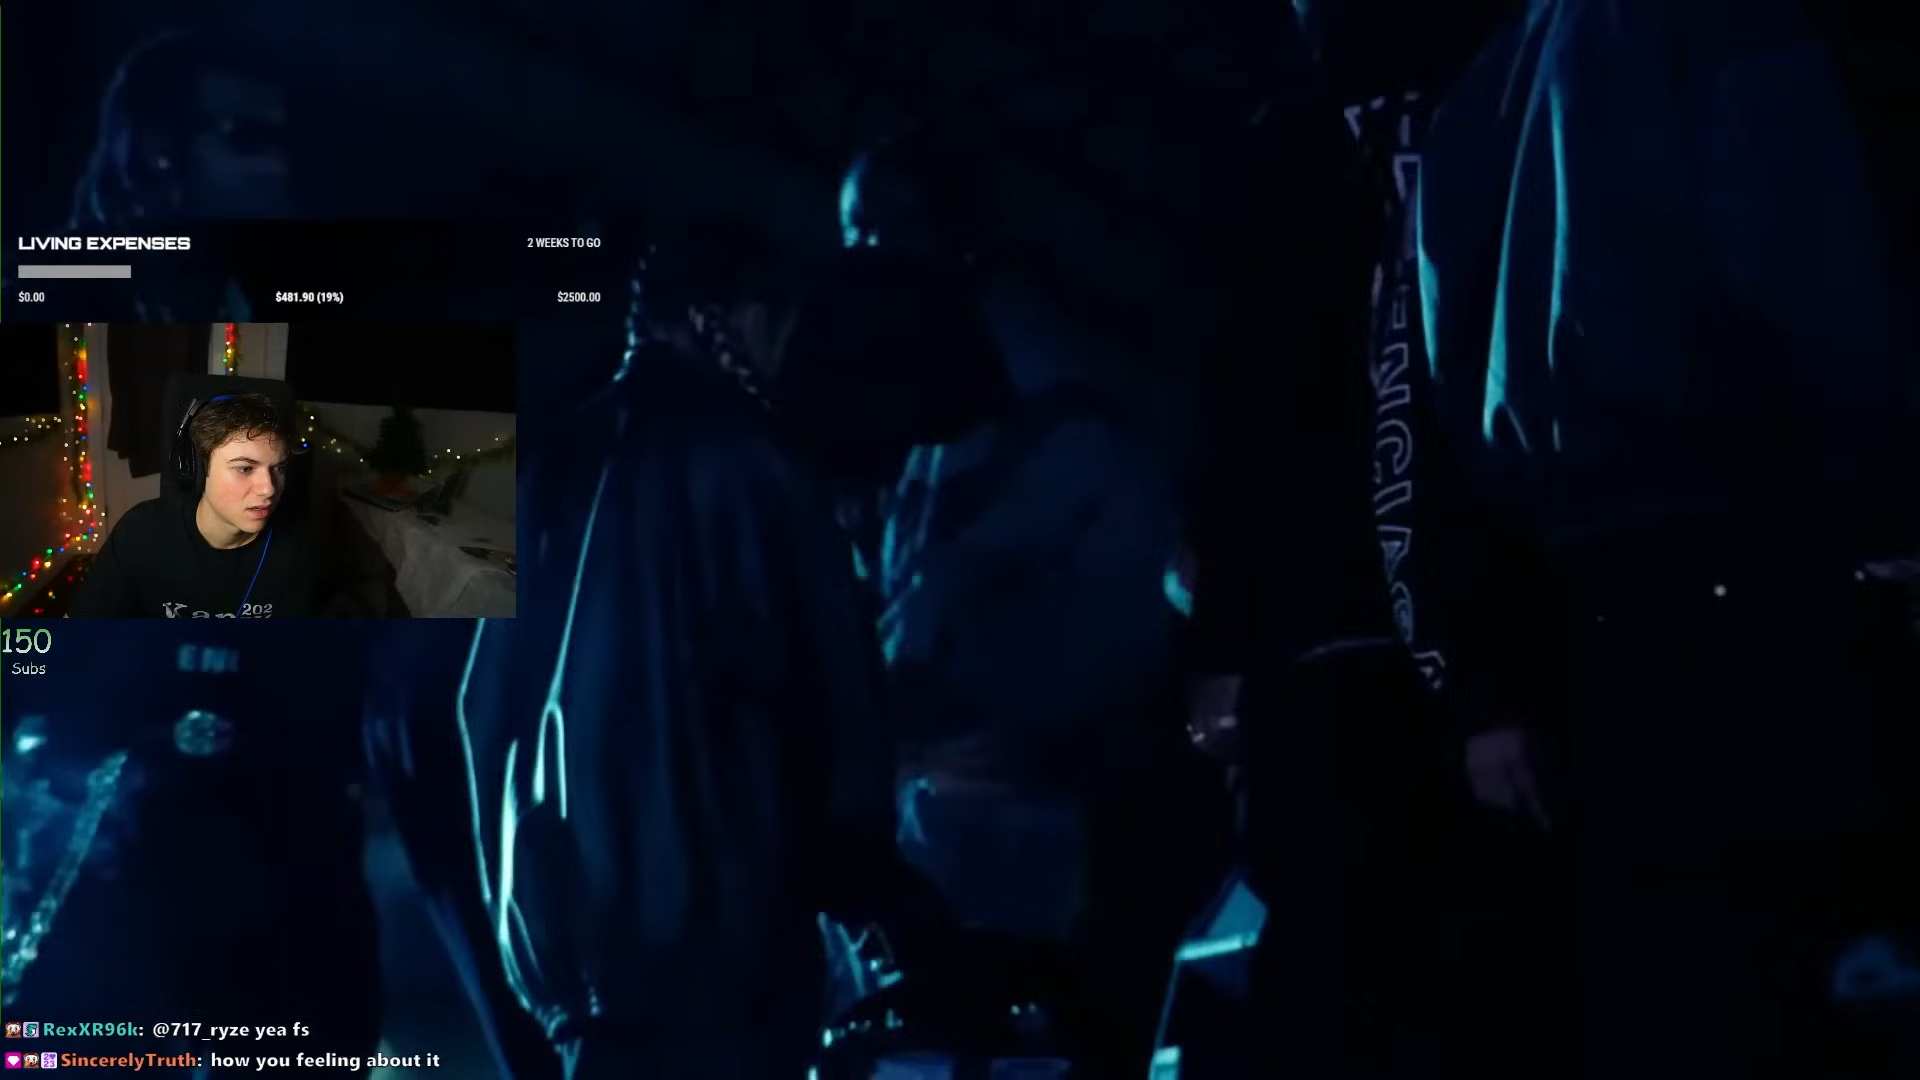 LIVING EXPENSES
2 WEEKS TO GO
$0.00
$481.90 (19%)
$2500.00
202
150
Subs
RexXR96k: @717_ryze yea fs
SincerelyTruth: how you feeling about it